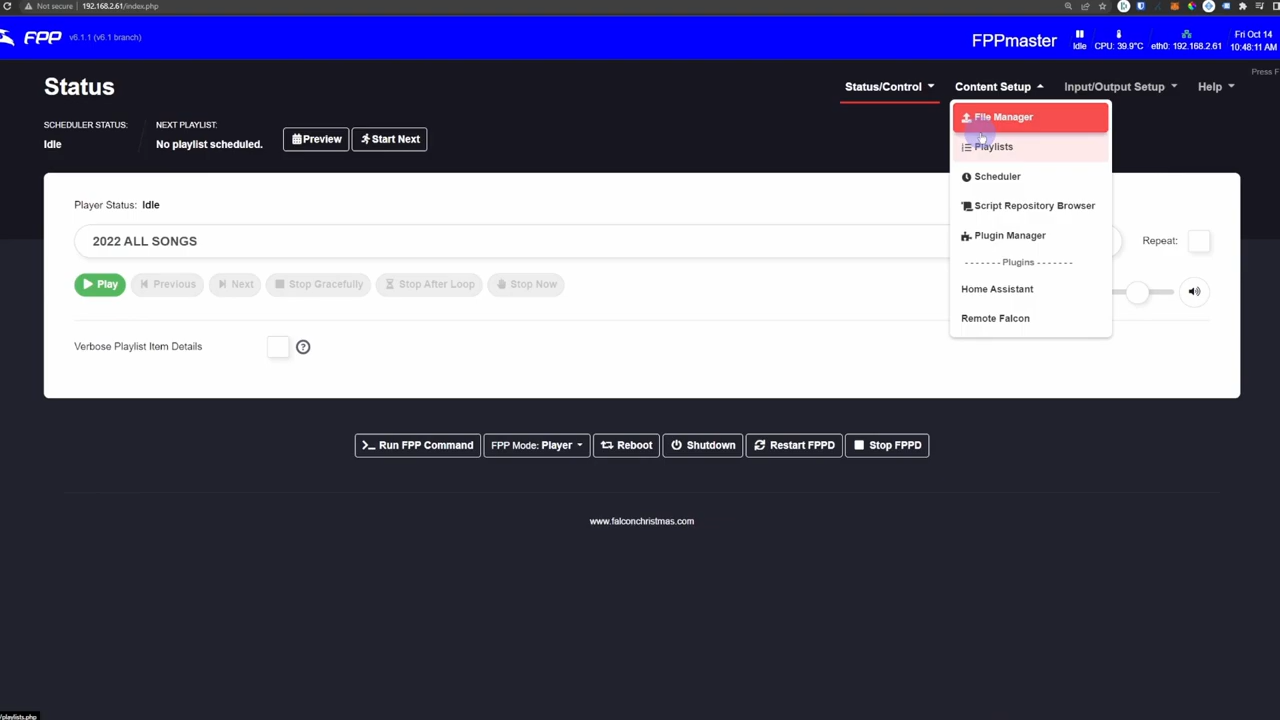 Not secure | 192.168.2.61/index.php
FPP v6.1.1 (v6.1 branch)
FPPmaster
Idle
CPU: 39.9°C
eth0: 192.168.2.61
Fri Oct 14
10:48:11 AM
Press F
Status
Status/Control
Content Setup
Input/Output Setup
Help
SCHEDULER STATUS:
Idle
NEXT PLAYLIST:
No playlist scheduled.
Preview
Start Next
File Manager
Playlists
Scheduler
Script Repository Browser
Plugin Manager
------- Plugins -------
Home Assistant
Remote Falcon
Player Status: Idle
2022 ALL SONGS
Repeat:
Play
Previous
Next
Stop Gracefully
Stop After Loop
Stop Now
Verbose Playlist Item Details
Run FPP Command
FPP Mode: Player
Reboot
Shutdown
Restart FPPD
Stop FPPD
www.falconchristmas.com
/playlists.php